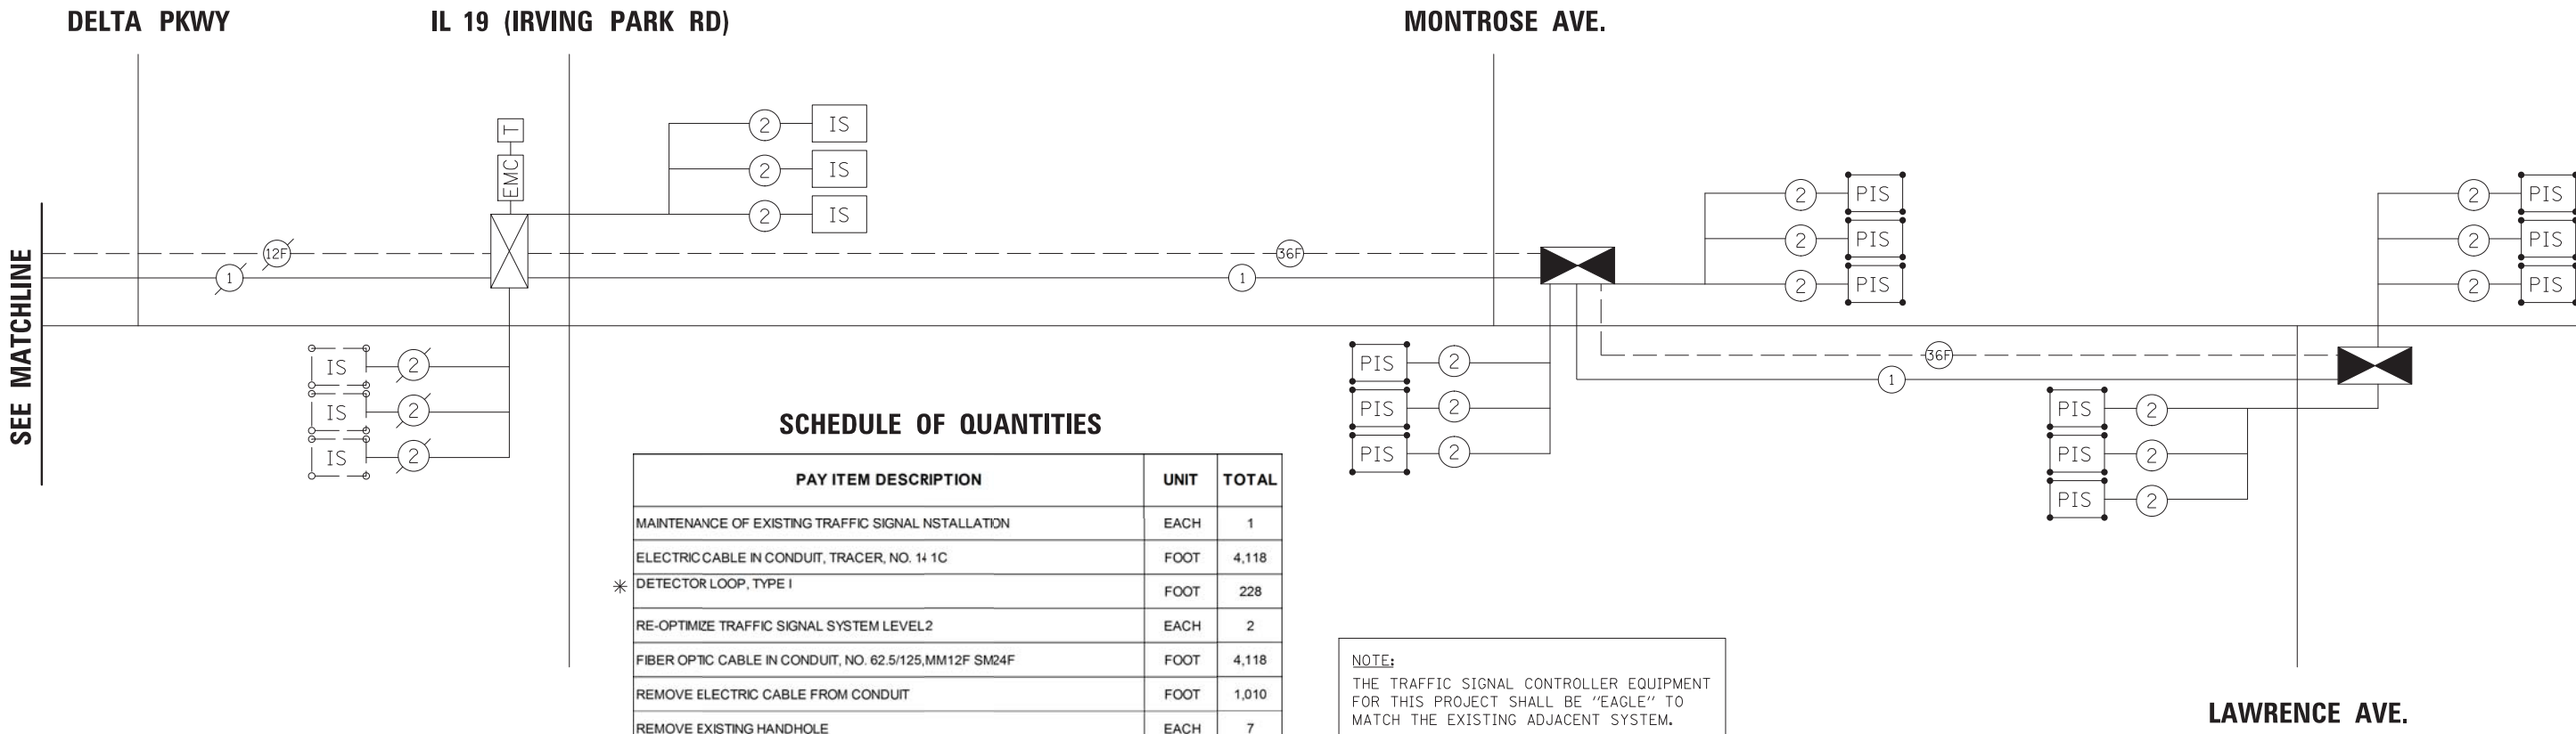 DELTA PKWY
IL 19 (IRVING PARK RD)
MONTROSE AVE.
SEE MATCHLINE
T
EMC
2 IS
2 IS
2 IS
2 PIS
2 PIS
2 PIS
2 PIS
2 PIS
2 PIS
12F
1
36F
1
36F
1
IS 2
IS 2
IS 2
PIS 2
PIS 2
PIS 2
PIS 2
PIS 2
PIS 2
SCHEDULE OF QUANTITIES
PAY ITEM DESCRIPTION UNIT TOTAL
MAINTENANCE OF EXISTING TRAFFIC SIGNAL NSTALLATION EACH 1
ELECTRIC CABLE IN CONDUIT, TRACER, NO. 14 1C FOOT 4,118
* DETECTOR LOOP, TYPE I FOOT 228
RE-OPTIMIZE TRAFFIC SIGNAL SYSTEM LEVEL 2 EACH 2
FIBER OPTIC CABLE IN CONDUIT, NO. 62.5/125, MM12F SM24F FOOT 4,118
REMOVE ELECTRIC CABLE FROM CONDUIT FOOT 1,010
REMOVE EXISTING HANDHOLE EACH 7
NOTE:
THE TRAFFIC SIGNAL CONTROLLER EQUIPMENT
FOR THIS PROJECT SHALL BE "EAGLE" TO
MATCH THE EXISTING ADJACENT SYSTEM.
LAWRENCE AVE.